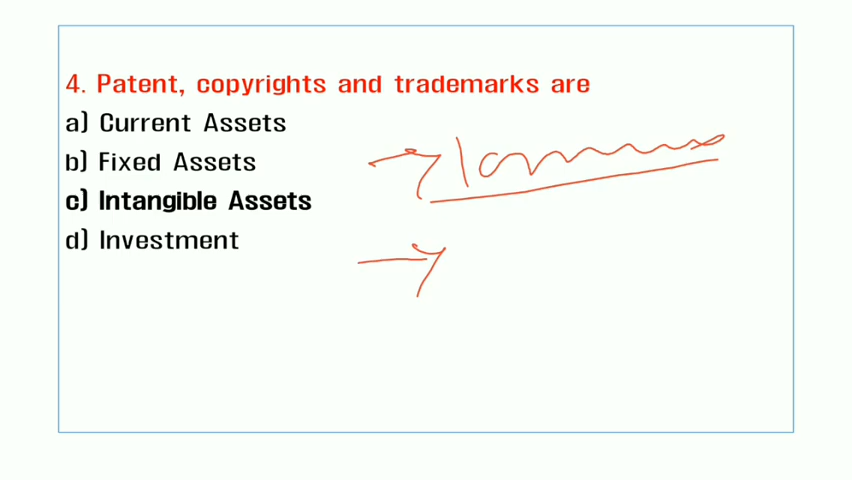 4. Patent, copyrights and trademarks are
a) Current Assets
b) Fixed Assets
c) Intangible Assets
d) Investment